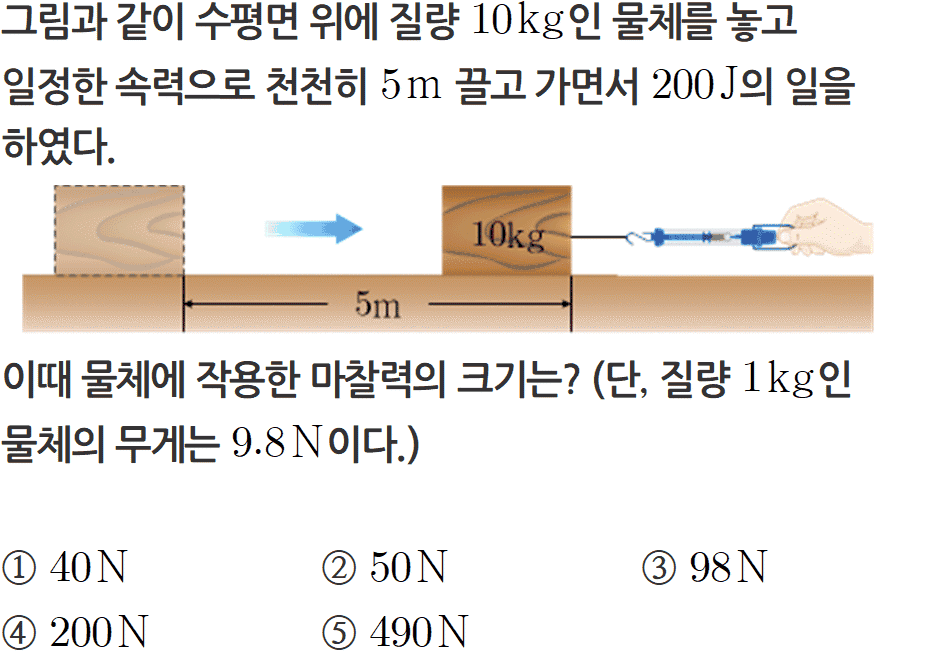 그림과 같이 수평면 위에 질량 10kg인 물체를 놓고
일정한 속력으로 천천히 5m 끌고 가면서 200J의 일을
하였다.
10kg
5m
이때 물체에 작용한 마찰력의 크기는? (단, 질량 1kg인
물체의 무게는 9.8N이다.)
① 40N ② 50N ③ 98N
④ 200N ⑤ 490N